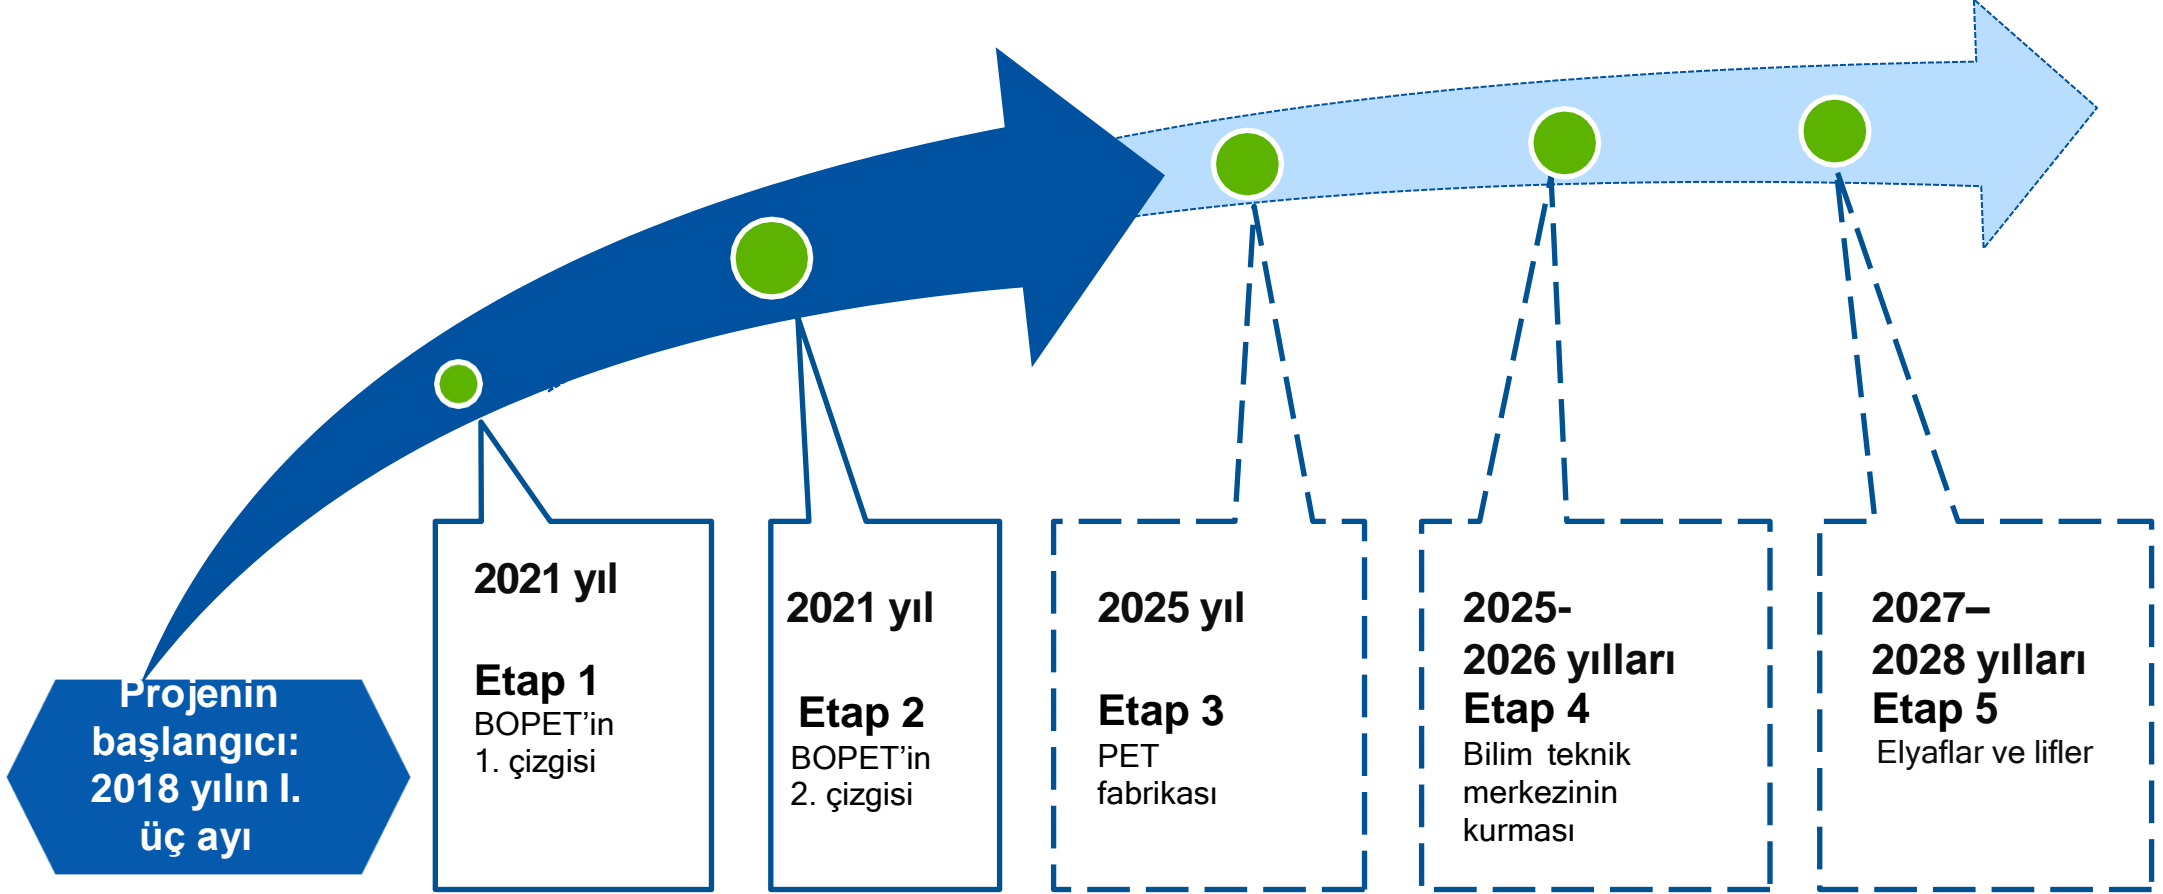 Projenin
başlangıcı:
2018 yılın I.
üç ayı
2021 yıl
Etap 1
BOPET’in
1. çizgisi
2021 yıl
Etap 2
BOPET’in
2. çizgisi
2025 yıl
Etap 3
PET
fabrikası
2025-
2026 yılları
Etap 4
Bilim teknik
merkezinin
kurması
2027–
2028 yılları
Etap 5
Elyaflar ve lifler